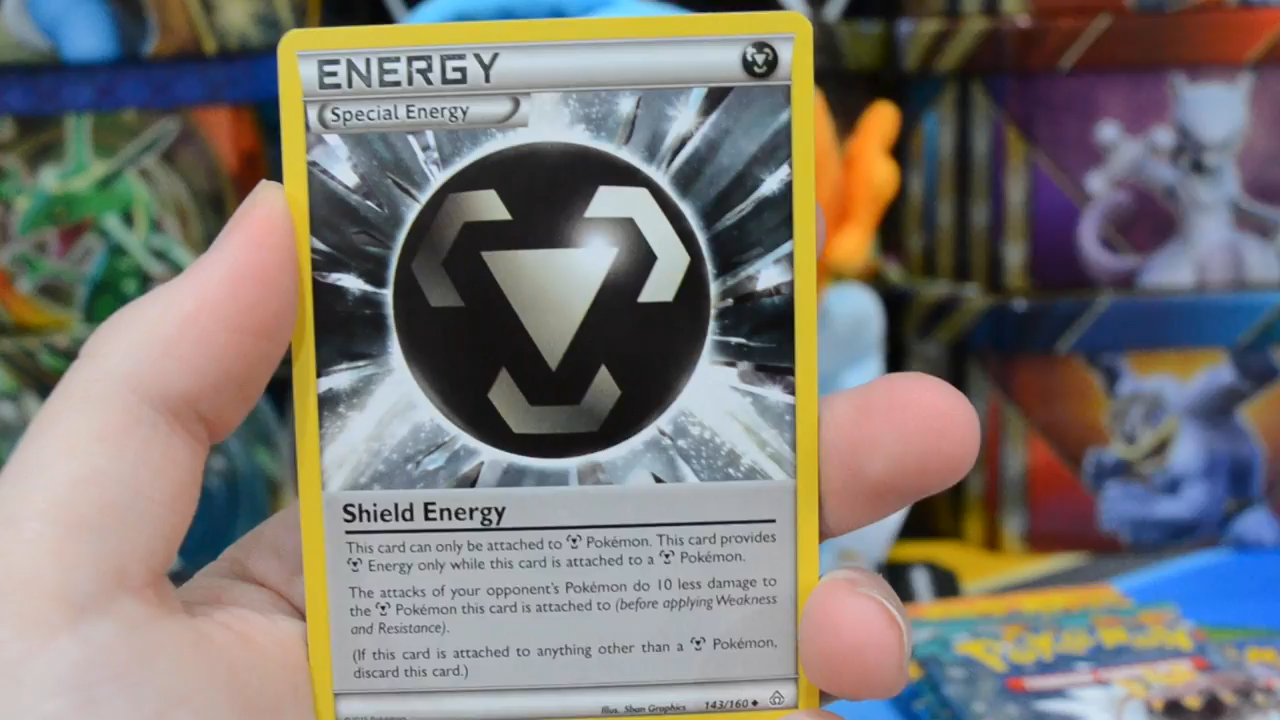 ENERGY
Special Energy
Shield Energy
This card can only be attached to Pokémon. This card provides
Energy only while this card is attached to a Pokémon.
The attacks of your opponent's Pokémon do 10 less damage to
the Pokémon this card is attached to (before applying Weakness
and Resistance).
(If this card is attached to anything other than a Pokémon,
discard this card.)
Illus. Sban Graphics 143/160
Pokémon